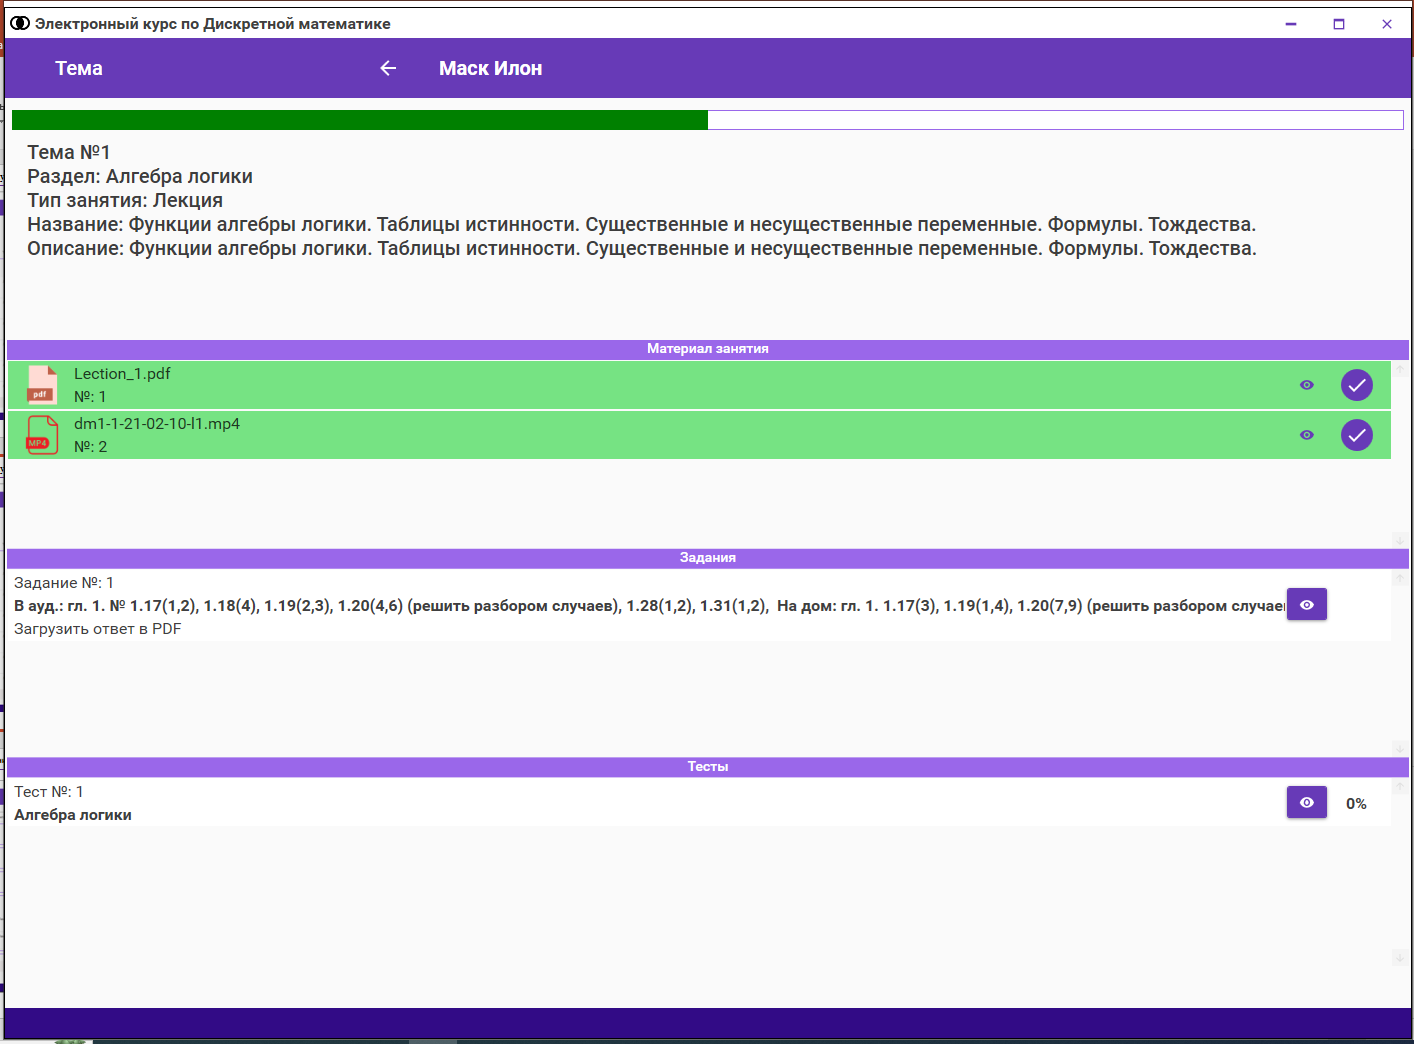 Электронный курс по Дискретной математике
Тема
Маск Илон
Тема №1
Раздел: Алгебра логики
Тип занятия: Лекция
Название: Функции алгебры логики. Таблицы истинности. Существенные и несущественные переменные. Формулы. Тождества.
Описание: Функции алгебры логики. Таблицы истинности. Существенные и несущественные переменные. Формулы. Тождества.
Материал занятия
pdf
Lection_1.pdf
№: 1
MP4
dm1-1-21-02-10-l1.mp4
№: 2
Задания
Задание №: 1
В ауд.: гл. 1. № 1.17(1,2), 1.18(4), 1.19(2,3), 1.20(4,6) (решить разбором случаев), 1.28(1,2), 1.31(1,2), На дом: гл. 1. 1.17(3), 1.19(1,4), 1.20(7,9) (решить разбором случае
Загрузить ответ в PDF
Тесты
Тест №: 1
Алгебра логики
0%